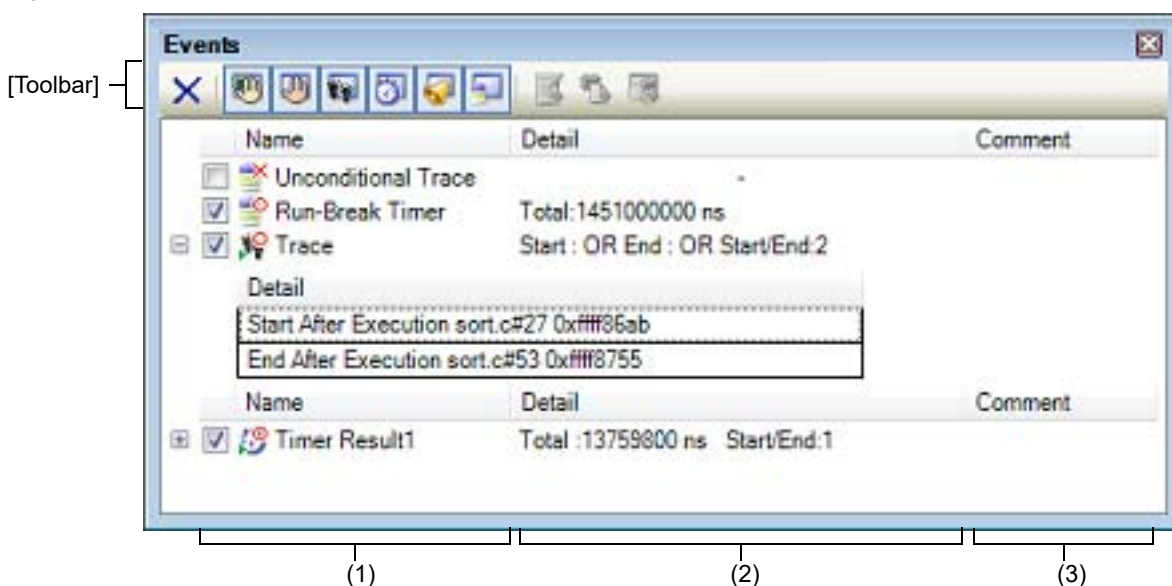 Events
[Toolbar]
Name Detail Comment
Unconditional Trace -
Run-Break Timer Total:1451000000 ns
Trace Start : OR End : OR Start/End:2
Detail
Start After Execution sort.c#27 0xffff86ab
End After Execution sort.c#53 0xffff8755
Name Detail Comment
Timer Result1 Total :13759800 ns Start/End:1
(1) (2) (3)